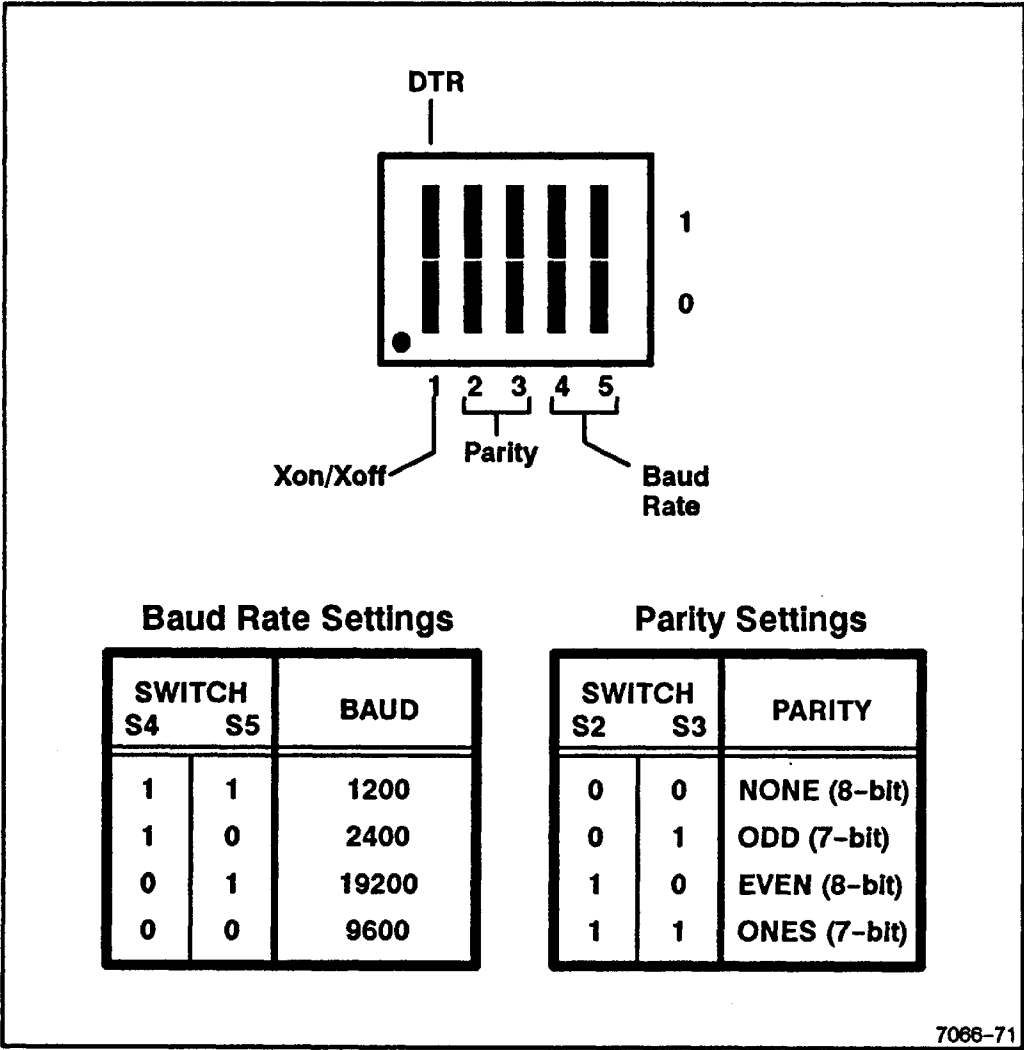 DTR
1
0
1 2 3 4 5
Xon/Xoff
Parity
Baud
Rate
Baud Rate Settings
SWITCH
S4 S5 BAUD
1 1 1200
1 0 2400
0 1 19200
0 0 9600
Parity Settings
SWITCH
S2 S3 PARITY
0 0 NONE (8-bit)
0 1 ODD (7-bit)
1 0 EVEN (8-bit)
1 1 ONES (7-bit)
7066-71